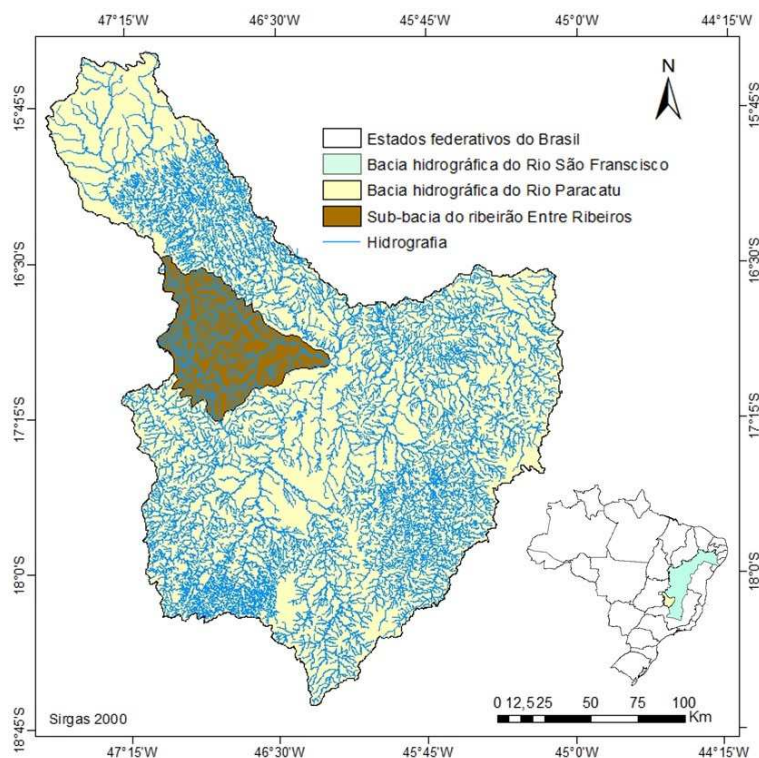 47°15'W 46°30'W 45°45'W 45°0'W 44°15'W
15°45'S
16°30'S
17°15'S
18°0'S
18°45'S
N
Estados federativos do Brasil
Bacia hidrográfica do Rio São Franscisco
Bacia hidrográfica do Rio Paracatu
Sub-bacia do ribeirão Entre Ribeiros
Hidrografia
15°45'S
16°30'S
17°15'S
18°0'S
0 12,525 50 75 100
Km
Sirgas 2000
47°15'W 46°30'W 45°45'W 45°0'W 44°15'W